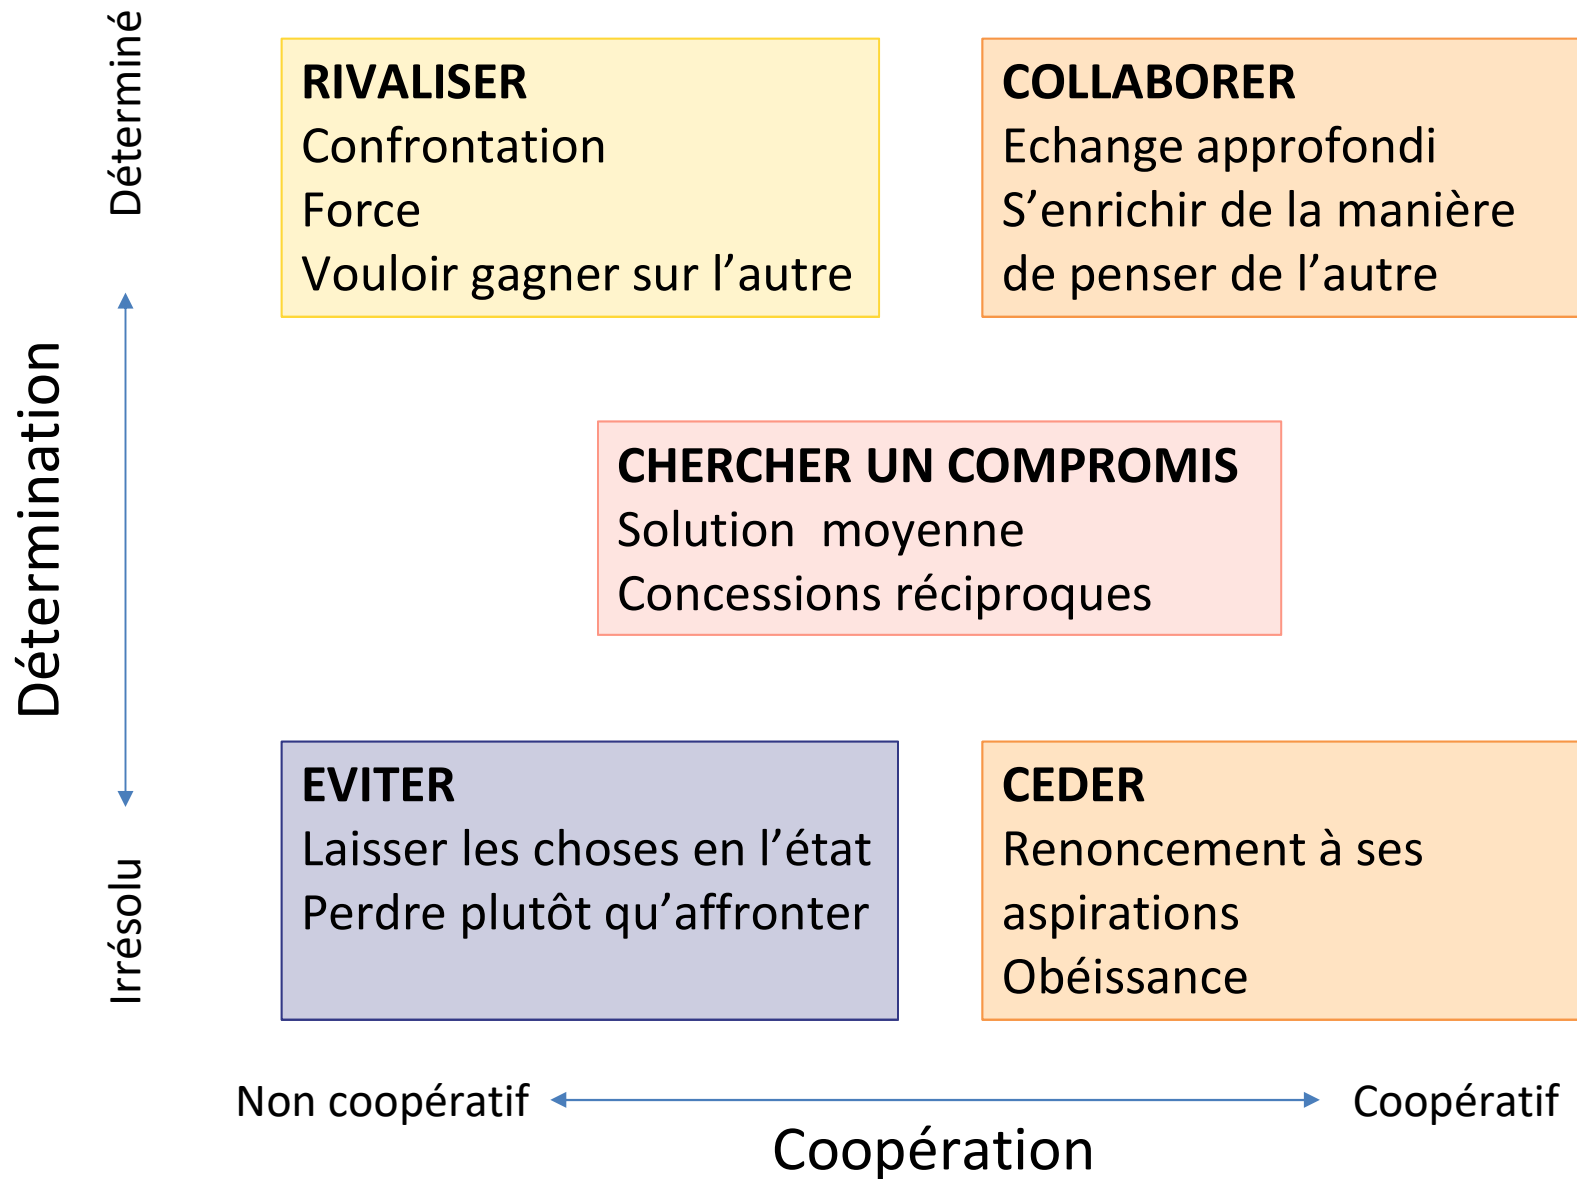 Déterminé
RIVALISER
Confrontation
Force
Vouloir gagner sur l’autre
COLLABORER
Echange approfondi
S’enrichir de la manière
de penser de l’autre
Détermination
CHERCHER UN COMPROMIS
Solution  moyenne
Concessions réciproques
Irrésolu
EVITER
Laisser les choses en l’état
Perdre plutôt qu’affronter
CEDER
Renoncement à ses
aspirations
Obéissance
Non coopératif
Coopératif
Coopération